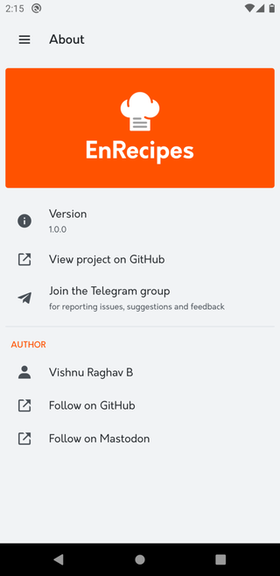 2:15
About
EnRecipes
Version
1.0.0
View project on GitHub
Join the Telegram group
for reporting issues, suggestions and feedback
AUTHOR
Vishnu Raghav B
Follow on GitHub
Follow on Mastodon